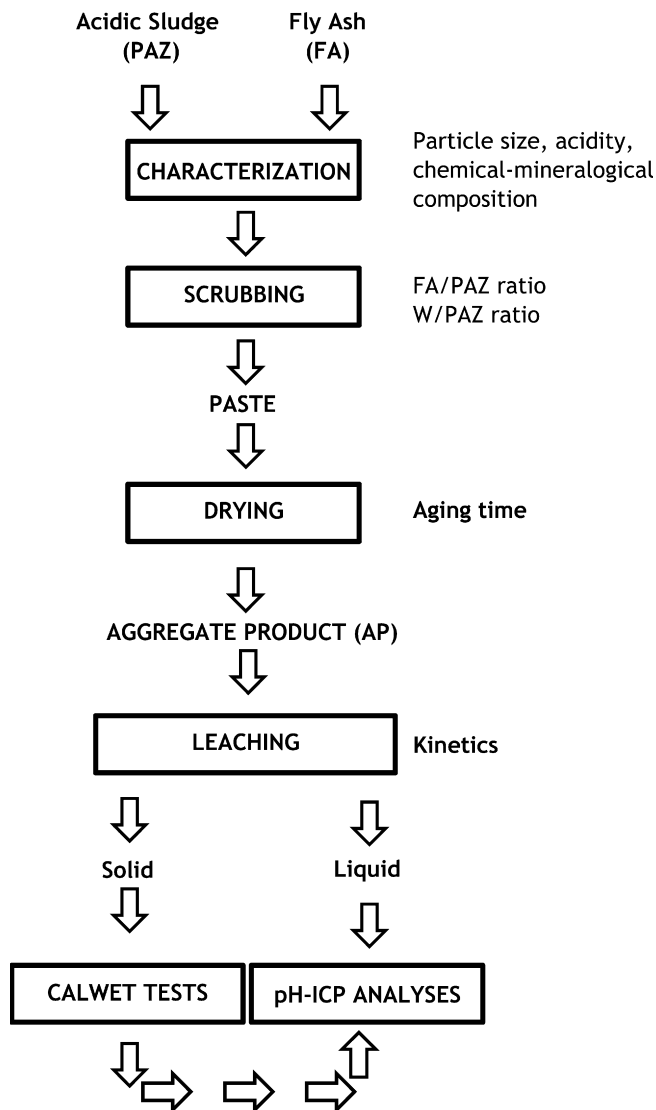 Acidic Sludge
(PAZ)
Fly Ash
(FA)
CHARACTERIZATION
Particle size, acidity,
chemical-mineralogical
composition
SCRUBBING
FA/PAZ ratio
W/PAZ ratio
PASTE
DRYING
Aging time
AGGREGATE PRODUCT (AP)
LEACHING
Kinetics
Solid
Liquid
CALWET TESTS
pH-ICP ANALYSES